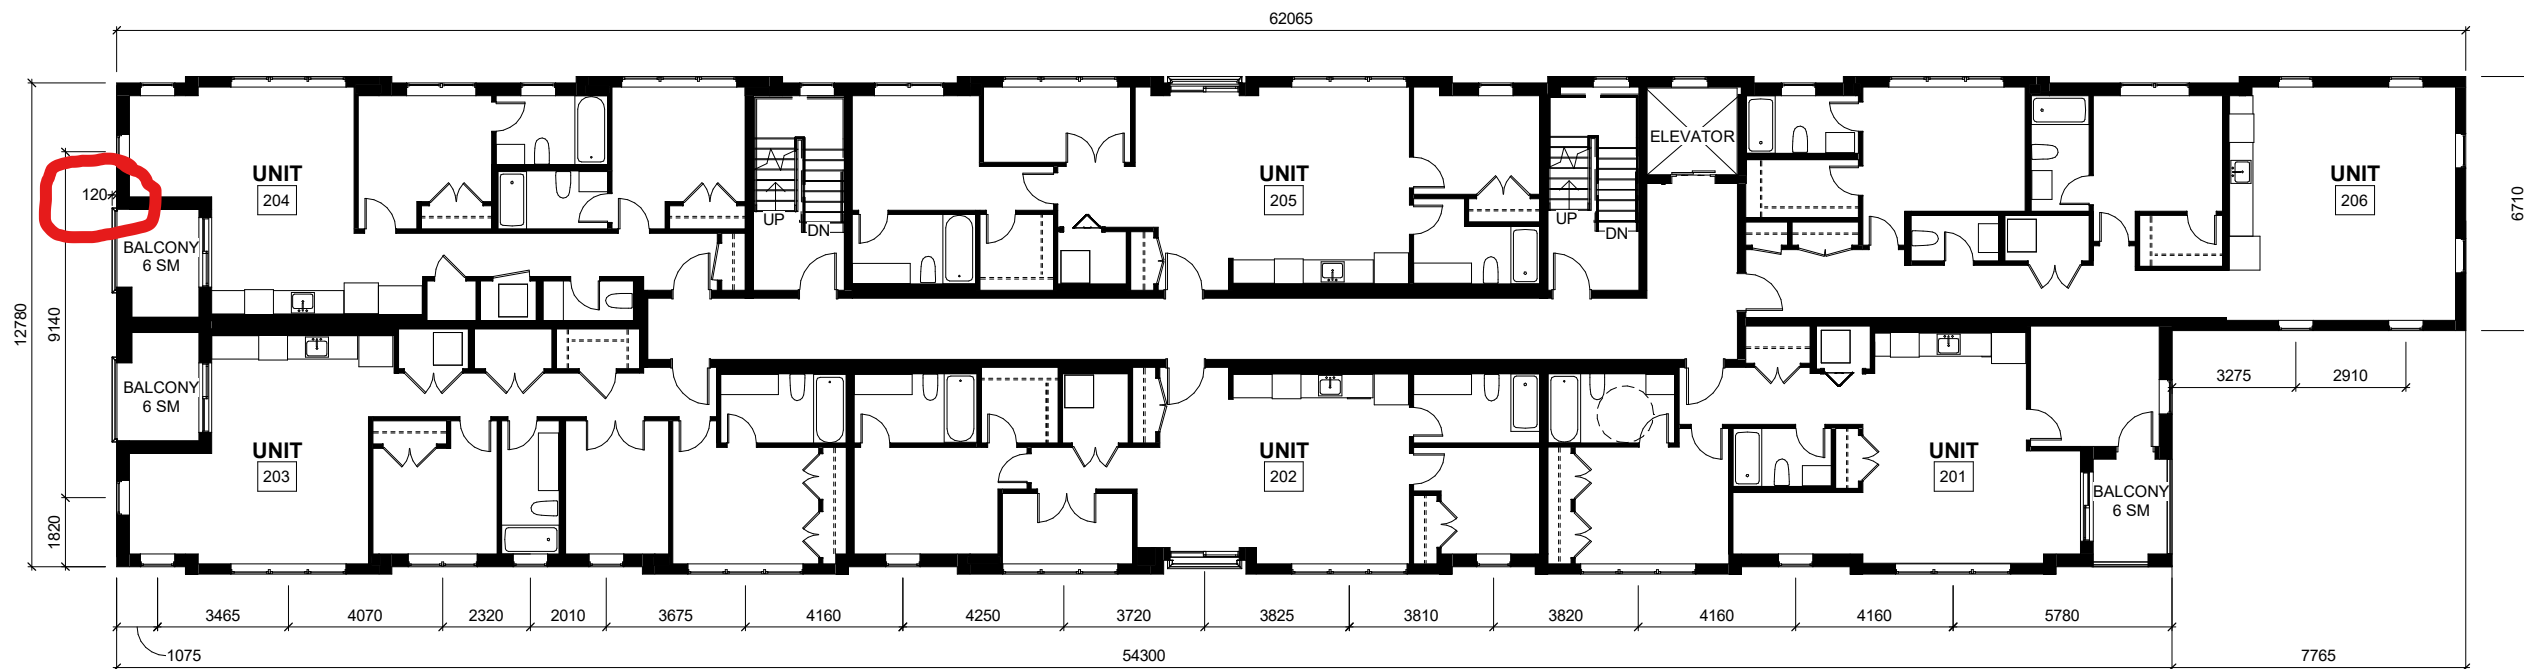 62065
UNIT
204
120
BALCONY
6 SM
UP
DN
UNIT
205
UP
DN
ELEVATOR
UNIT
206
6710
12780
9140
1820
BALCONY
6 SM
UNIT
203
UNIT
202
UNIT
201
BALCONY
6 SM
3275
2910
3465
4070
2320
2010
3675
4160
4250
3720
3825
3810
3820
4160
4160
5780
1075
54300
7765